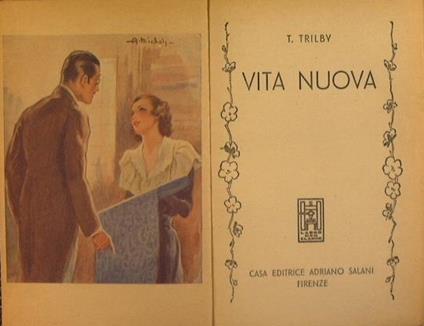 T. TRILBY
VITA NUOVA
CASA EDITRICE ADRIANO SALANI
FIRENZE